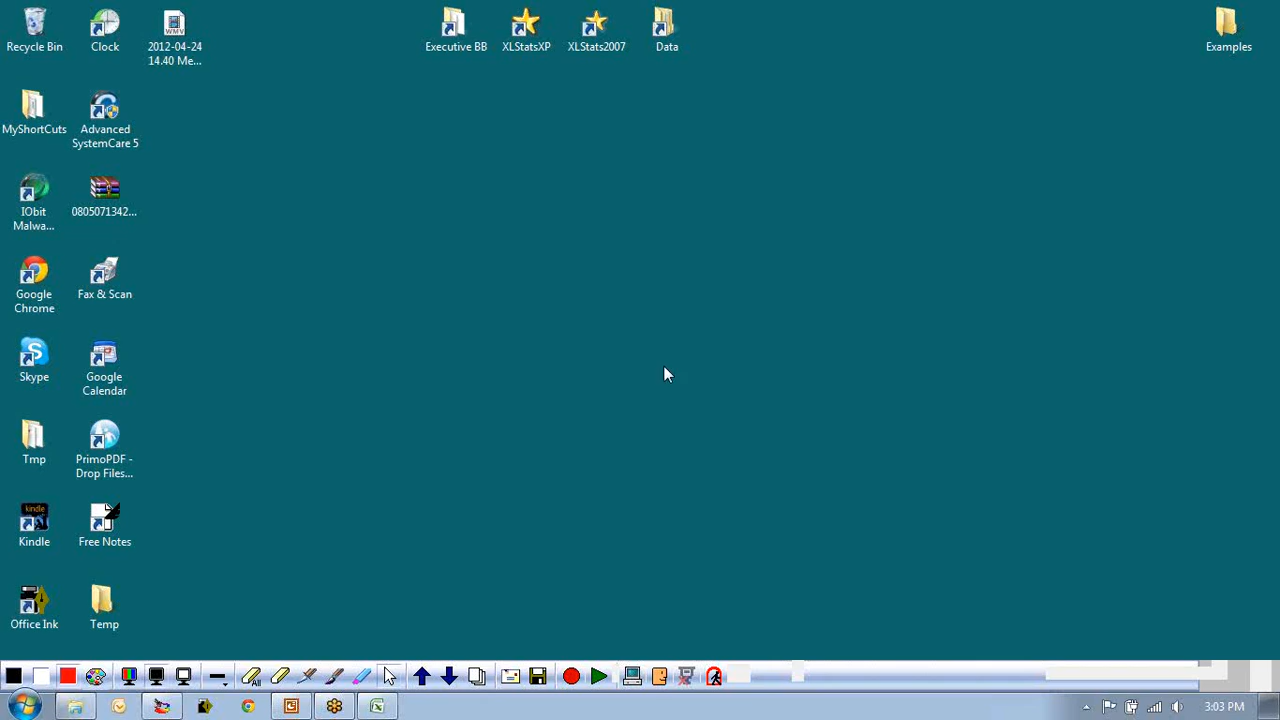 Recycle Bin
Clock
2012-04-24
14.40 Me...
Executive BB
XLStatsXP
XLStats2007
Data
Examples
MyShortCuts
Advanced
SystemCare 5
IObit
Malwa...
0805071342...
Google
Chrome
Fax & Scan
Skype
Google
Calendar
Tmp
PrimoPDF -
Drop Files...
kindle
Kindle
Free Notes
Office Ink
Temp
3:03 PM